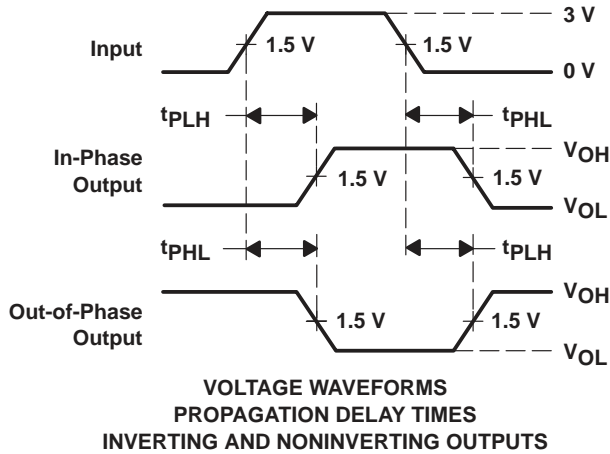 3 V
Input
1.5 V
1.5 V
0 V
tPLH
tPHL
In-Phase
Output
VOH
1.5 V
1.5 V
VOL
tPHL
tPLH
Out-of-Phase
Output
VOH
1.5 V
1.5 V
VOL
VOLTAGE WAVEFORMS
PROPAGATION DELAY TIMES
INVERTING AND NONINVERTING OUTPUTS